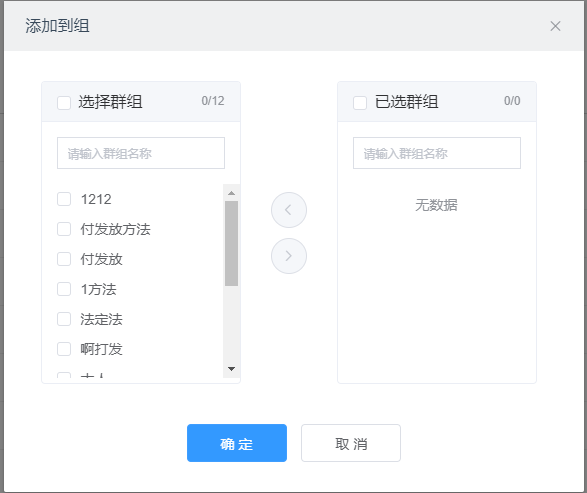 添加到组
选择群组 0/12
请输入群组名称
1212
付发放方法
付发放
1方法
法定法
啊打发
已选群组 0/0
请输入群组名称
无数据
确 定
取 消